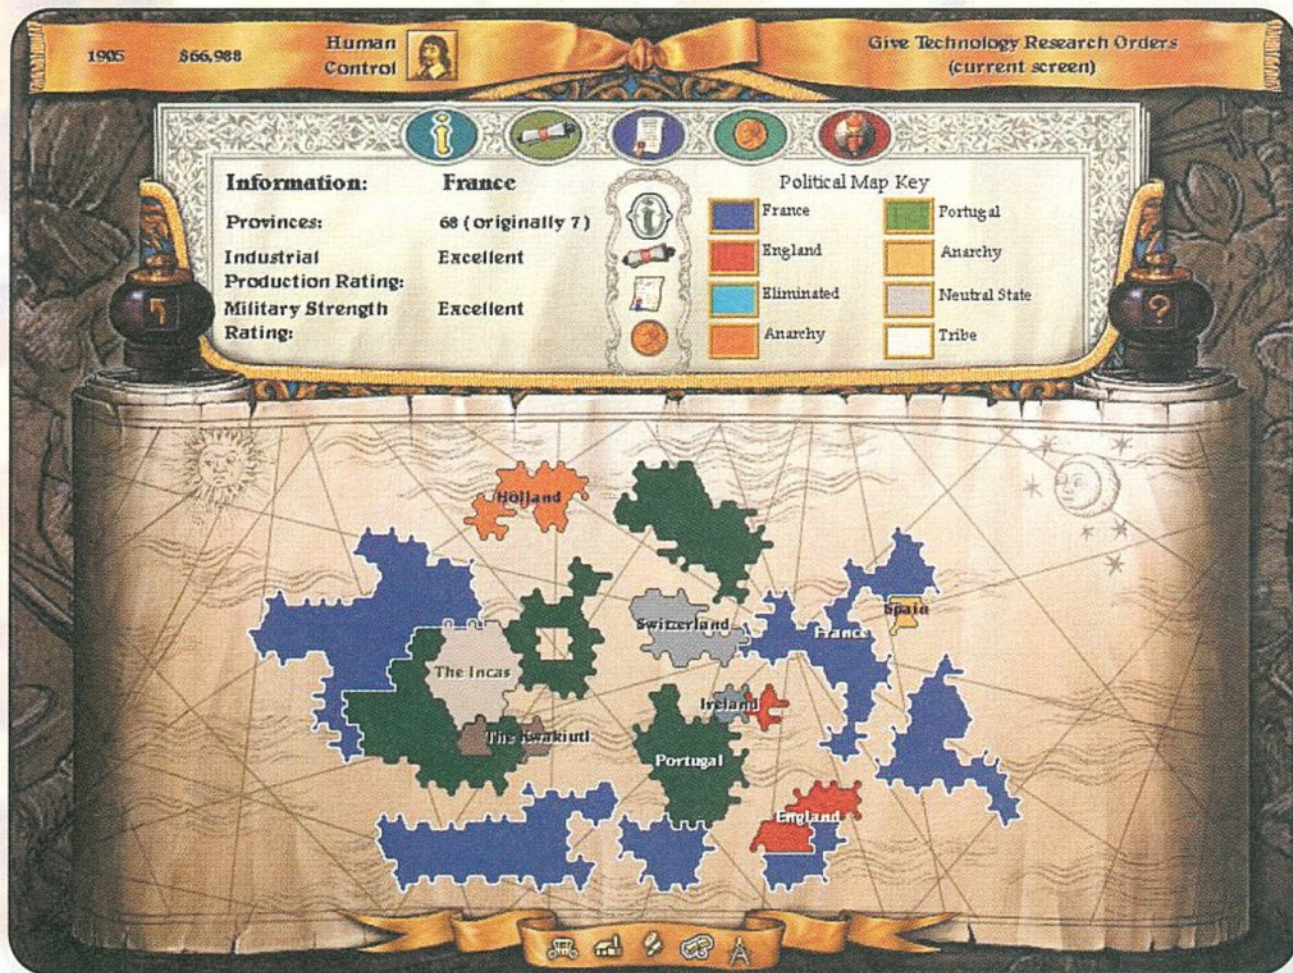 1905 $66,988 Human Control
Give Technology Research Orders
(current screen)
Information: France
Provinces: 68 (originally 7)
Industrial Production Rating: Excellent
Military Strength Rating: Excellent
Political Map Key
France
England
Eliminated
Anarchy
Portugal
Anarchy
Neutral State
Tribe
?
Holland
Spain
Switzerland
France
The Incas
Ireland
The Kwakiutl
Portugal
England